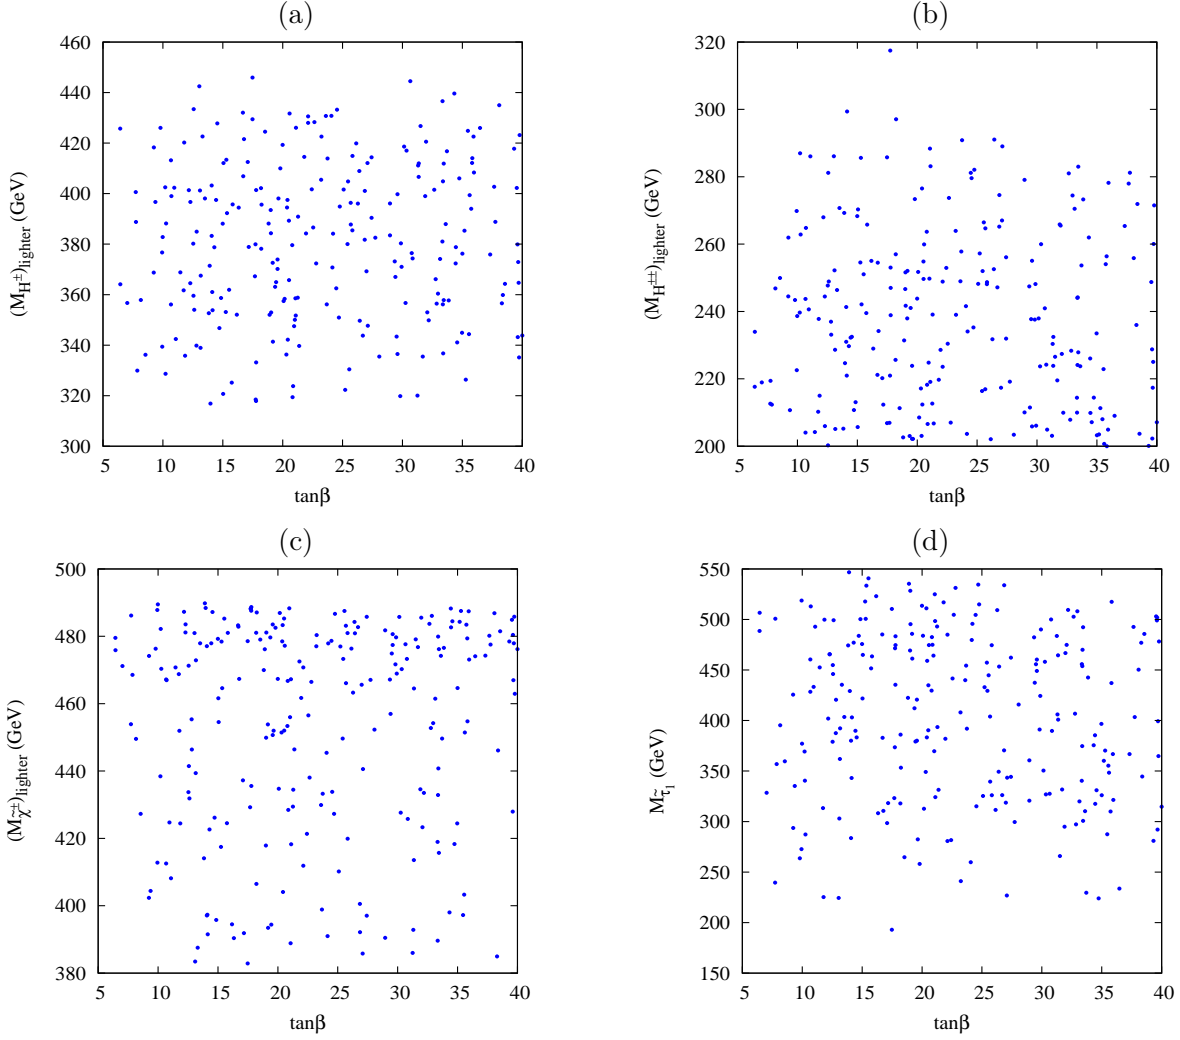 (a)
460
440
420
400
380
360
340
320
300
5 10 15 20 25 30 35 40
(M_{H^{±}})_{lighter} (GeV)
tanβ
(b)
320
300
280
260
240
220
200
5 10 15 20 25 30 35 40
(M_{H^{±±}})_{lighter} (GeV)
tanβ
(c)
500
480
460
440
420
400
380
5 10 15 20 25 30 35 40
(M_{χ̃^{±}})_{lighter} (GeV)
tanβ
(d)
550
500
450
400
350
300
250
200
150
5 10 15 20 25 30 35 40
M_{τ̃_1} (GeV)
tanβ